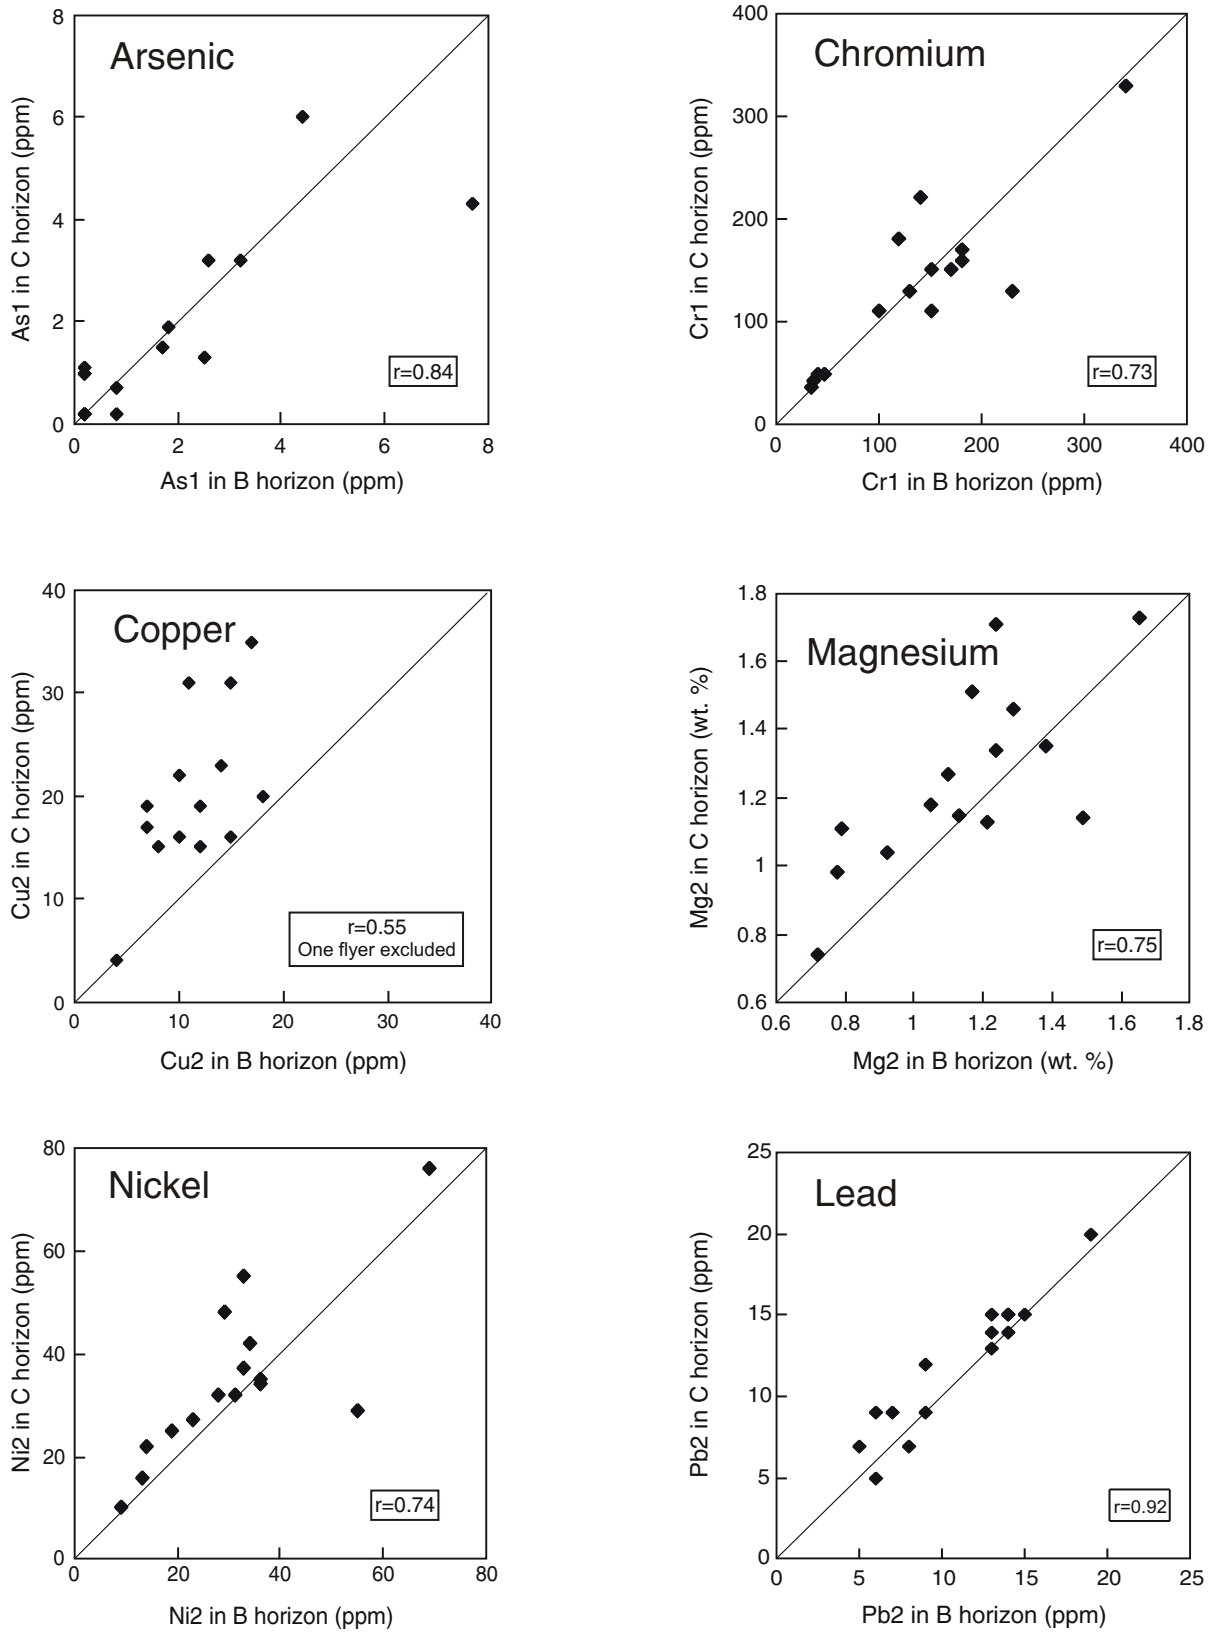 Arsenic
8
6
4
2
0
0 2 4 6 8
As1 in C horizon (ppm)
As1 in B horizon (ppm)
r=0.84
Chromium
400
300
200
100
0
0 100 200 300 400
Cr1 in C horizon (ppm)
Cr1 in B horizon (ppm)
r=0.73
Copper
40
30
20
10
0
0 10 20 30 40
Cu2 in C horizon (ppm)
Cu2 in B horizon (ppm)
r=0.55
One flyer excluded
Magnesium
1.8
1.6
1.4
1.2
1
0.8
0.6
0.6 0.8 1 1.2 1.4 1.6 1.8
Mg2 in C horizon (wt. %)
Mg2 in B horizon (wt. %)
r=0.75
Nickel
80
60
40
20
0
0 20 40 60 80
Ni2 in C horizon (ppm)
Ni2 in B horizon (ppm)
r=0.74
Lead
25
20
15
10
5
0
0 5 10 15 20 25
Pb2 in C horizon (ppm)
Pb2 in B horizon (ppm)
r=0.92